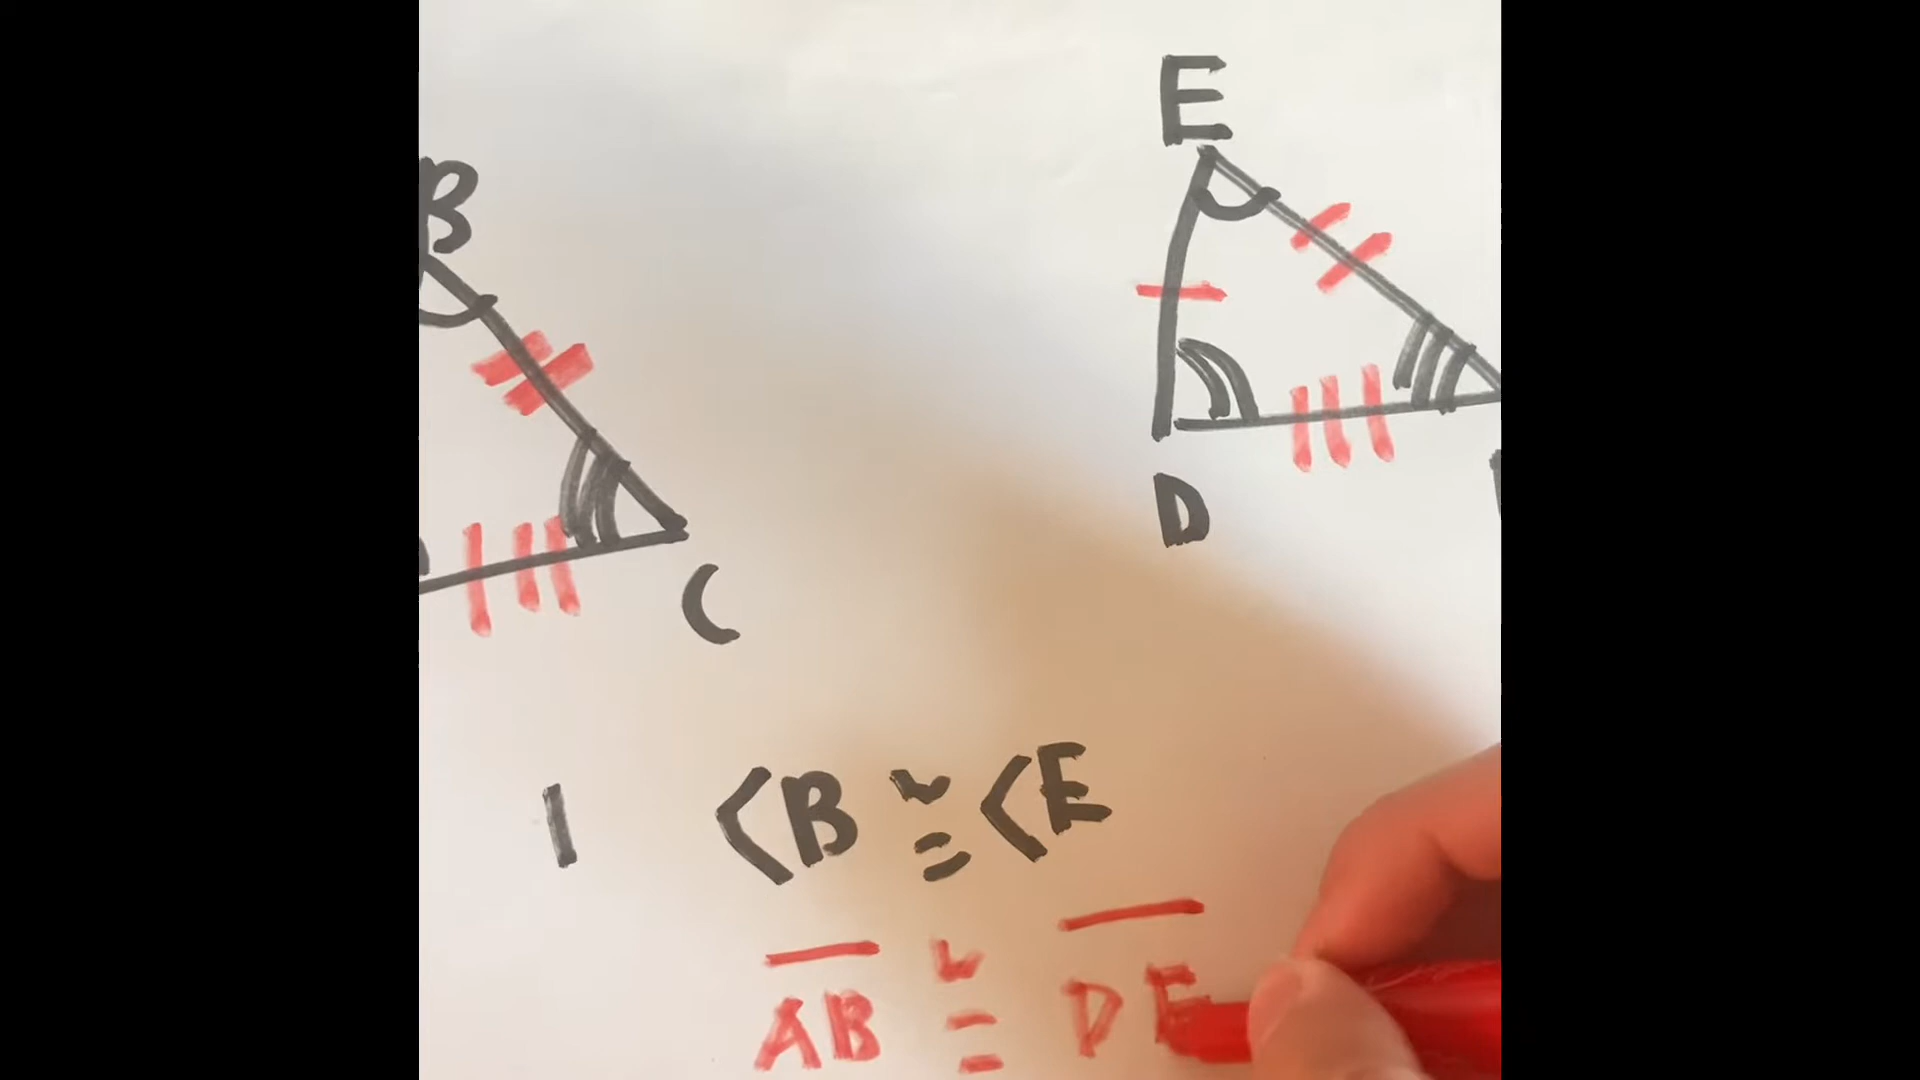 E
B
D
C
1 <B ≅ <E
AB ≅ DE